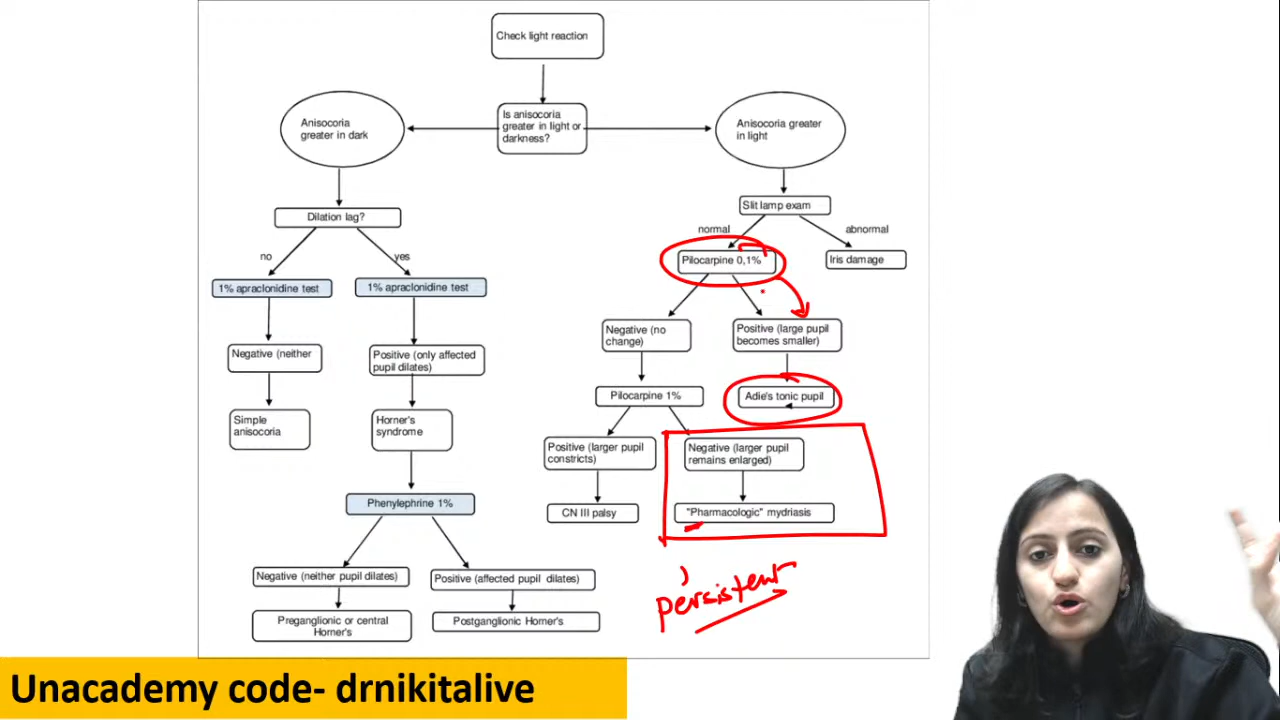 Check light reaction
Is anisocoria
greater in light or
darkness?
Anisocoria
greater in dark
Anisocoria greater
in light
Dilation lag?
no
yes
1% apraclonidine test
1% apraclonidine test
Negative (neither
Positive (only affected
pupil dilates)
Simple
anisocoria
Horner's
syndrome
Phenylephrine 1%
Negative (neither pupil dilates)
Positive (affected pupil dilates)
Preganglionic or central
Horner's
Postganglionic Horner's
Slit lamp exam
normal
abnormal
Pilocarpine 0,1%
Iris damage
Negative (no
change)
Positive (large pupil
becomes smaller)
Pilocarpine 1%
Adie's tonic pupil
Positive (larger pupil
constricts)
Negative (larger pupil
remains enlarged)
CN III palsy
"Pharmacologic" mydriasis
persistent
Unacademy code- drnikitalive